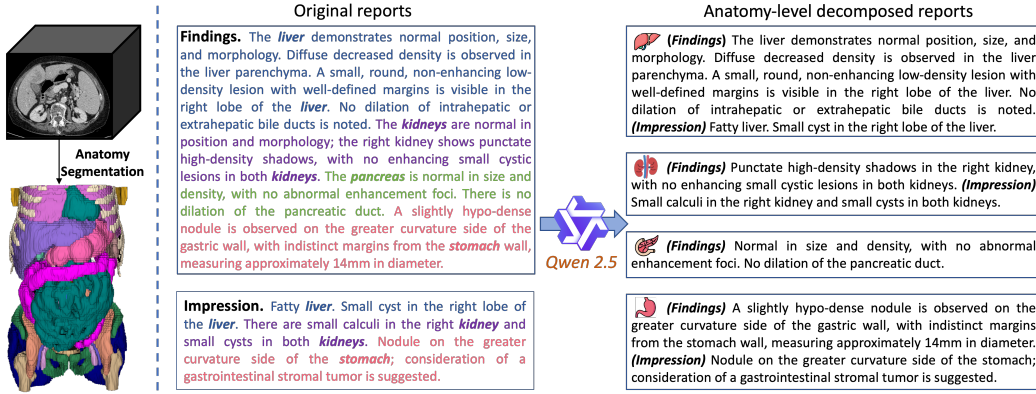 Original reports
Anatomy-level decomposed reports
Anatomy
Segmentation
Findings. The liver demonstrates normal position, size,
and morphology. Diffuse decreased density is observed in
the liver parenchyma. A small, round, non-enhancing low-
density lesion with well-defined margins is visible in the
right lobe of the liver. No dilation of intrahepatic or
extrahepatic bile ducts is noted. The kidneys are normal in
position and morphology; the right kidney shows punctate
high-density shadows, with no enhancing small cystic
lesions in both kidneys. The pancreas is normal in size and
density, with no abnormal enhancement foci. There is no
dilation of the pancreatic duct. A slightly hypo-dense
nodule is observed on the greater curvature side of the
gastric wall, with indistinct margins from the stomach wall,
measuring approximately 14mm in diameter.
Impression. Fatty liver. Small cyst in the right lobe of
the liver. There are small calculi in the right kidney and
small cysts in both kidneys. Nodule on the greater
curvature side of the stomach; consideration of a
gastrointestinal stromal tumor is suggested.
Qwen 2.5
(Findings) The liver demonstrates normal position, size, and
morphology. Diffuse decreased density is observed in the liver
parenchyma. A small, round, non-enhancing low-density lesion with
well-defined margins is visible in the right lobe of the liver. No
dilation of intrahepatic or extrahepatic bile ducts is noted.
(Impression) Fatty liver. Small cyst in the right lobe of the liver.
(Findings) Punctate high-density shadows in the right kidney,
with no enhancing small cystic lesions in both kidneys. (Impression)
Small calculi in the right kidney and small cysts in both kidneys.
(Findings) Normal in size and density, with no abnormal
enhancement foci. No dilation of the pancreatic duct.
(Findings) A slightly hypo-dense nodule is observed on the
greater curvature side of the gastric wall, with indistinct margins
from the stomach wall, measuring approximately 14mm in diameter.
(Impression) Nodule on the greater curvature side of the stomach;
consideration of a gastrointestinal stromal tumor is suggested.